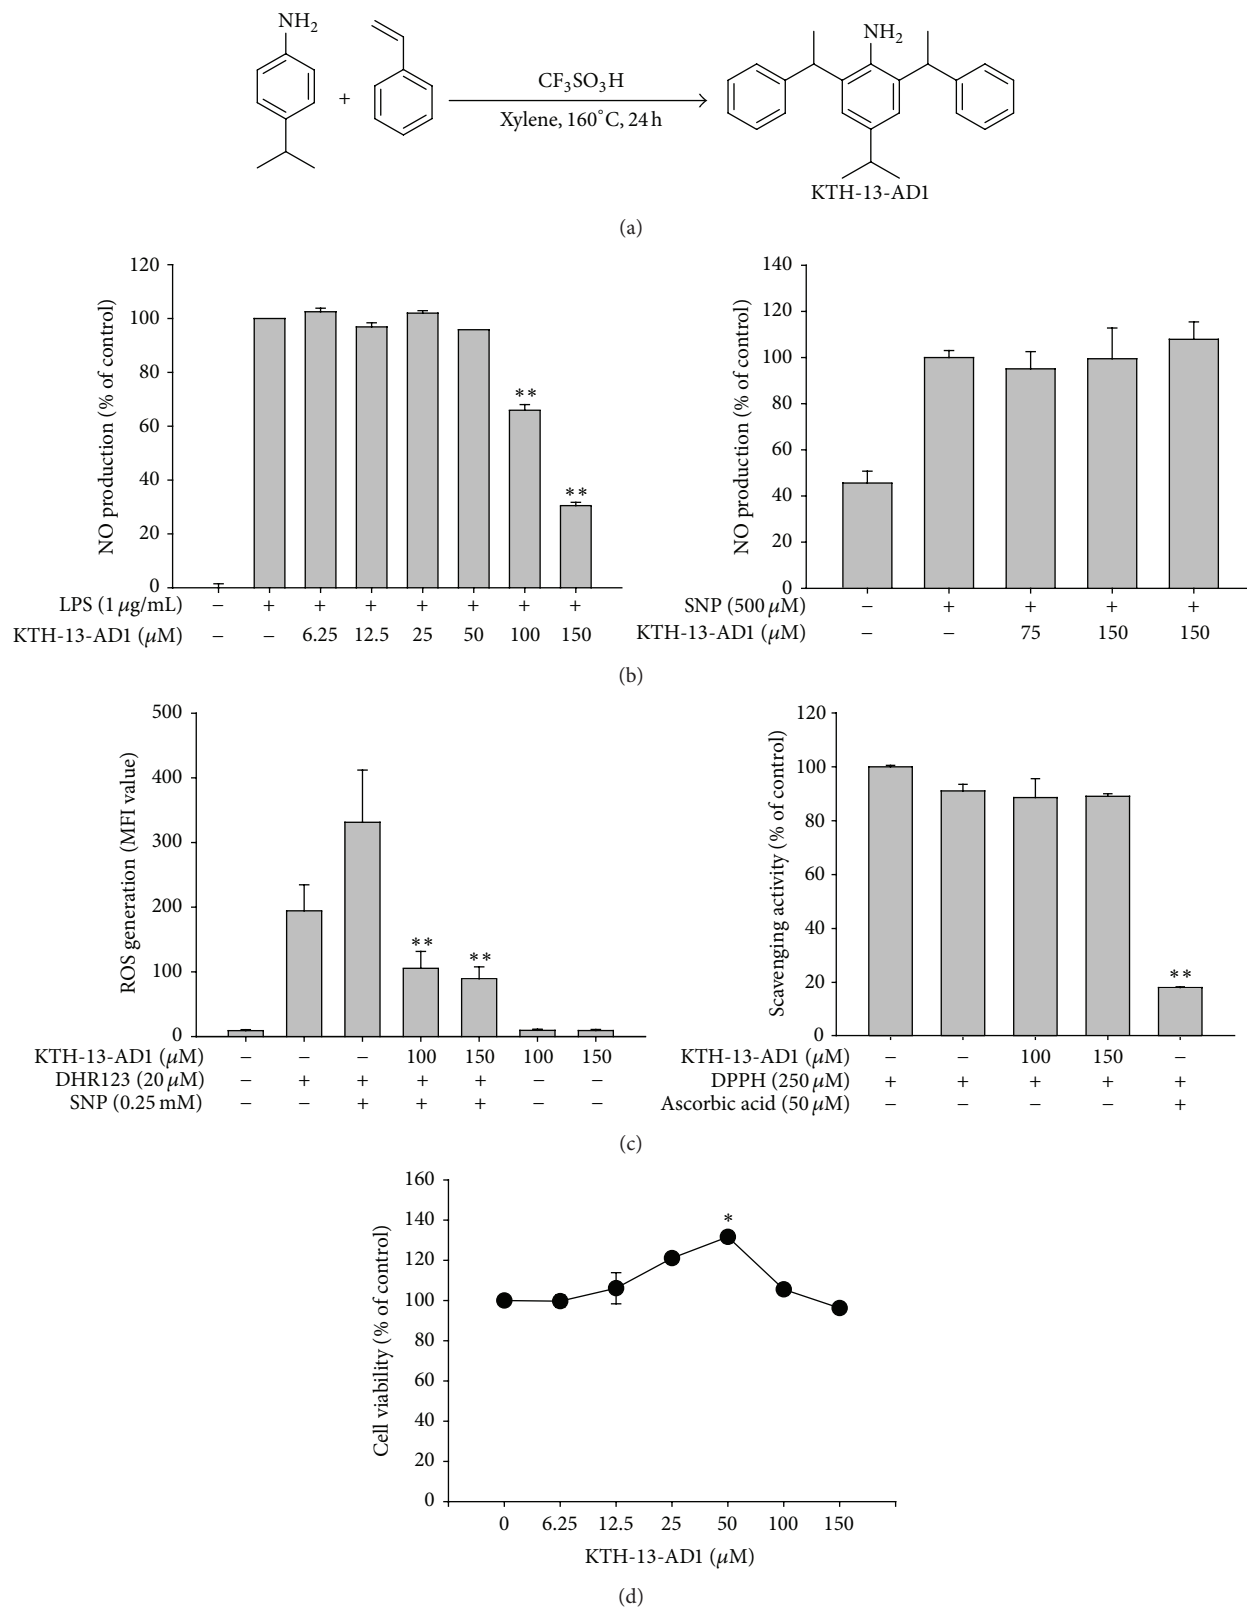 NH2
+
CF3SO3H
Xylene, 160°C, 24 h
NH2
KTH-13-AD1
(a)
NO production (% of control)
120
100
80
60
40
20
0
**
**
LPS (1 μg/mL) − + + + + + + +
KTH-13-AD1 (μM) − − 6.25 12.5 25 50 100 150
NO production (% of control)
140
120
100
80
60
40
20
0
SNP (500 μM) − + + + +
KTH-13-AD1 (μM) − − 75 150 150
(b)
ROS generation (MFI value)
500
400
300
200
100
0
**
**
KTH-13-AD1 (μM) − − − 100 150 100 150
DHR123 (20 μM) − + + + + − −
SNP (0.25 mM) − − + + + − −
Scavenging activity (% of control)
120
100
80
60
40
20
0
**
KTH-13-AD1 (μM) − − 100 150 −
DPPH (250 μM) + + + + +
Ascorbic acid (50 μM) − − − − +
(c)
Cell viability (% of control)
160
140
120
100
80
60
40
20
0
*
0 6.25 12.5 25 50 100 150
KTH-13-AD1 (μM)
(d)